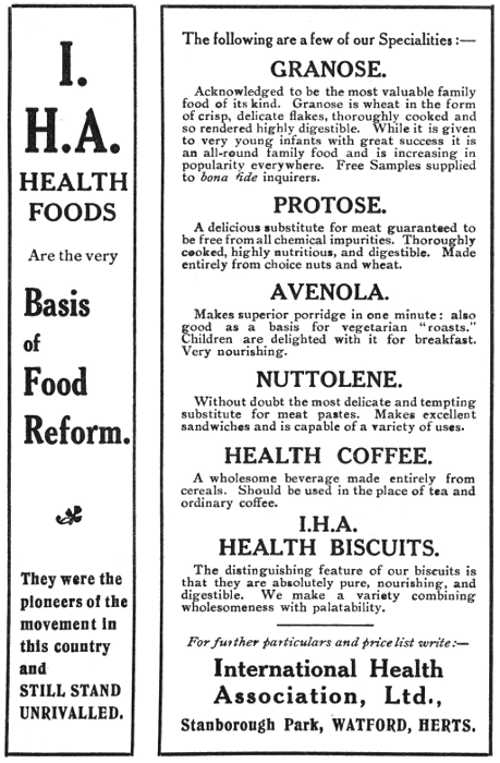 I.
H.A.
HEALTH
FOODS
Are the very
Basis
of
Food
Reform.
They were the
pioneers of the
movement in
this country
and
STILL STAND
UNRIVALLED.
The following are a few of our Specialities :—
GRANOSE.
Acknowledged to be the most valuable family
food of its kind. Granose is wheat in the form
of crisp, delicate flakes, thoroughly cooked and
so rendered highly digestible. While it is given
to very young infants with great success it is
an all-round family food and is increasing in
popularity everywhere. Free Samples supplied
to bona fide inquirers.
PROTOSE.
A delicious substitute for meat guaranteed to
be free from all chemical impurities. Thoroughly
cooked, highly nutritious, and digestible. Made
entirely from choice nuts and wheat.
AVENOLA.
Makes superior porridge in one minute : also
good as a basis for vegetarian "roasts."
Children are delighted with it for breakfast.
Very nourishing.
NUTTOLENE.
Without doubt the most delicate and tempting
substitute for meat pastes. Makes excellent
sandwiches and is capable of a variety of uses.
HEALTH COFFEE.
A wholesome beverage made entirely from
cereals. Should be used in the place of tea and
ordinary coffee.
I.H.A.
HEALTH BISCUITS.
The distinguishing feature of our biscuits is
that they are absolutely pure, nourishing, and
digestible. We make a variety combining
wholesomeness with palatability.
For further particulars and price list write :—
International Health
Association, Ltd.,
Stanborough Park, WATFORD, HERTS.